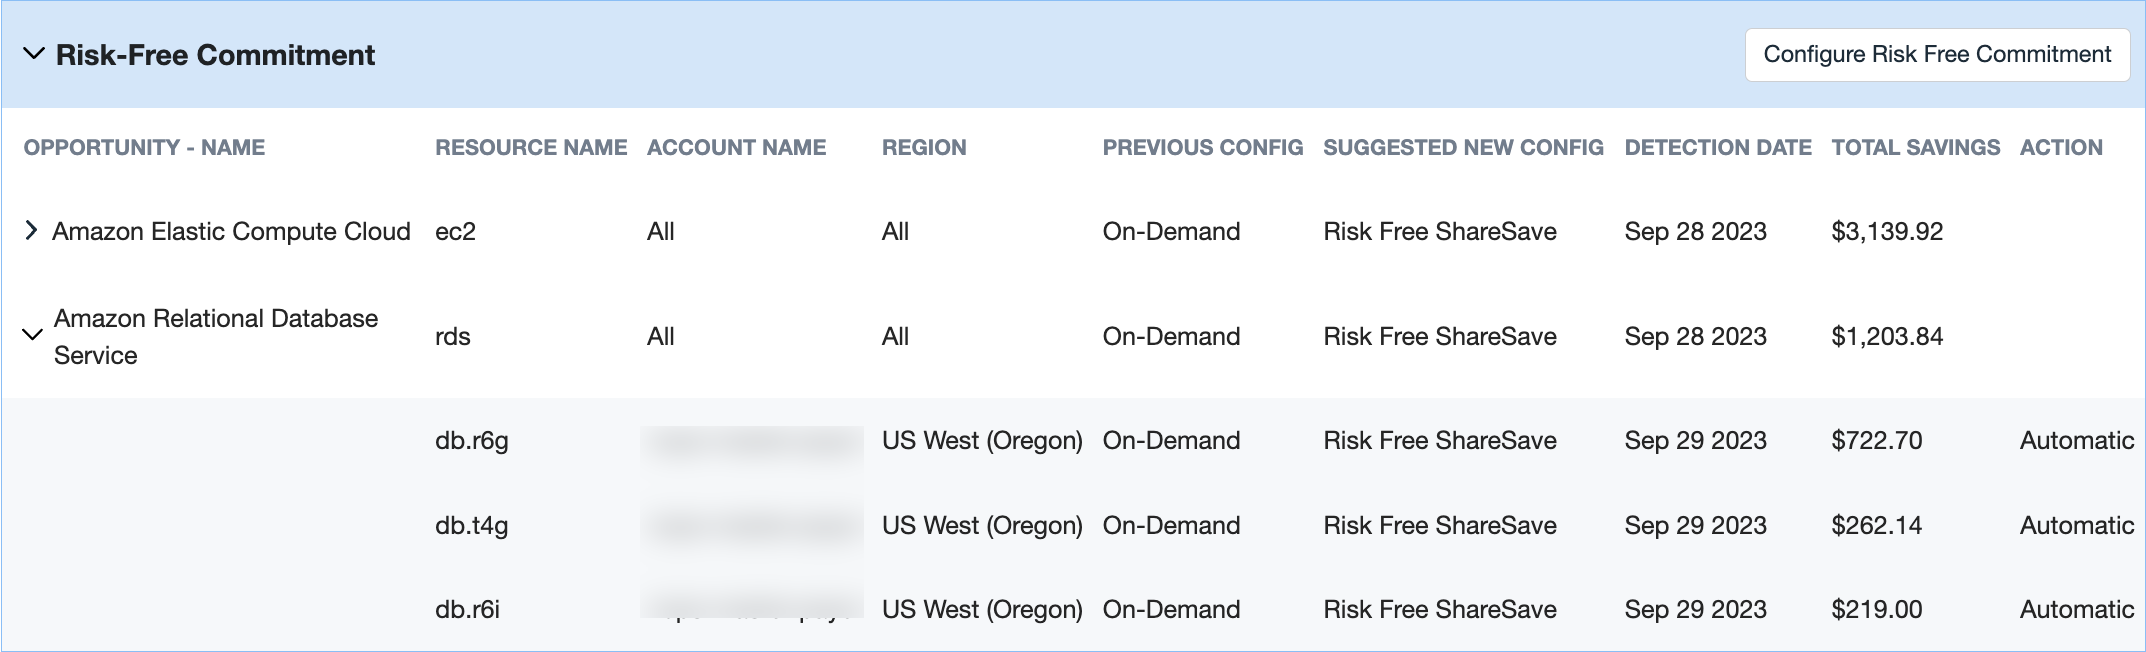 Risk-Free Commitment
Configure Risk Free Commitment
OPPORTUNITY - NAME RESOURCE NAME ACCOUNT NAME REGION PREVIOUS CONFIG SUGGESTED NEW CONFIG DETECTION DATE TOTAL SAVINGS ACTION
Amazon Elastic Compute Cloud ec2 All All On-Demand Risk Free ShareSave Sep 28 2023 $3,139.92
Amazon Relational Database
Service
rds All All On-Demand Risk Free ShareSave Sep 28 2023 $1,203.84
db.r6g US West (Oregon) On-Demand Risk Free ShareSave Sep 29 2023 $722.70 Automatic
db.t4g US West (Oregon) On-Demand Risk Free ShareSave Sep 29 2023 $262.14 Automatic
db.r6i US West (Oregon) On-Demand Risk Free ShareSave Sep 29 2023 $219.00 Automatic